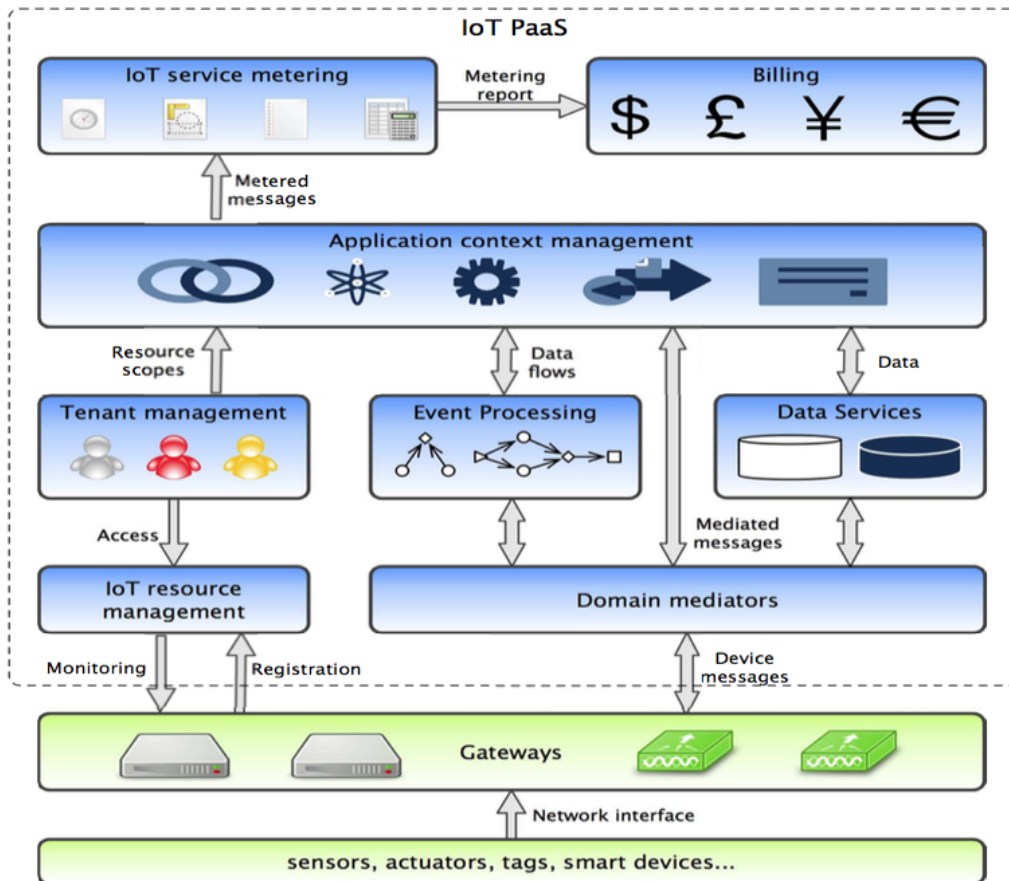 IoT PaaS
IoT service metering
Metering
report
Billing
$ £ ¥ €
Metered
messages
Application context management
Resource
scopes
Data
flows
Data
Tenant management
Event Processing
Data Services
Access
Mediated
messages
IoT resource
management
Domain mediators
Monitoring
Registration
Device
messages
Gateways
Network interface
sensors, actuators, tags, smart devices...